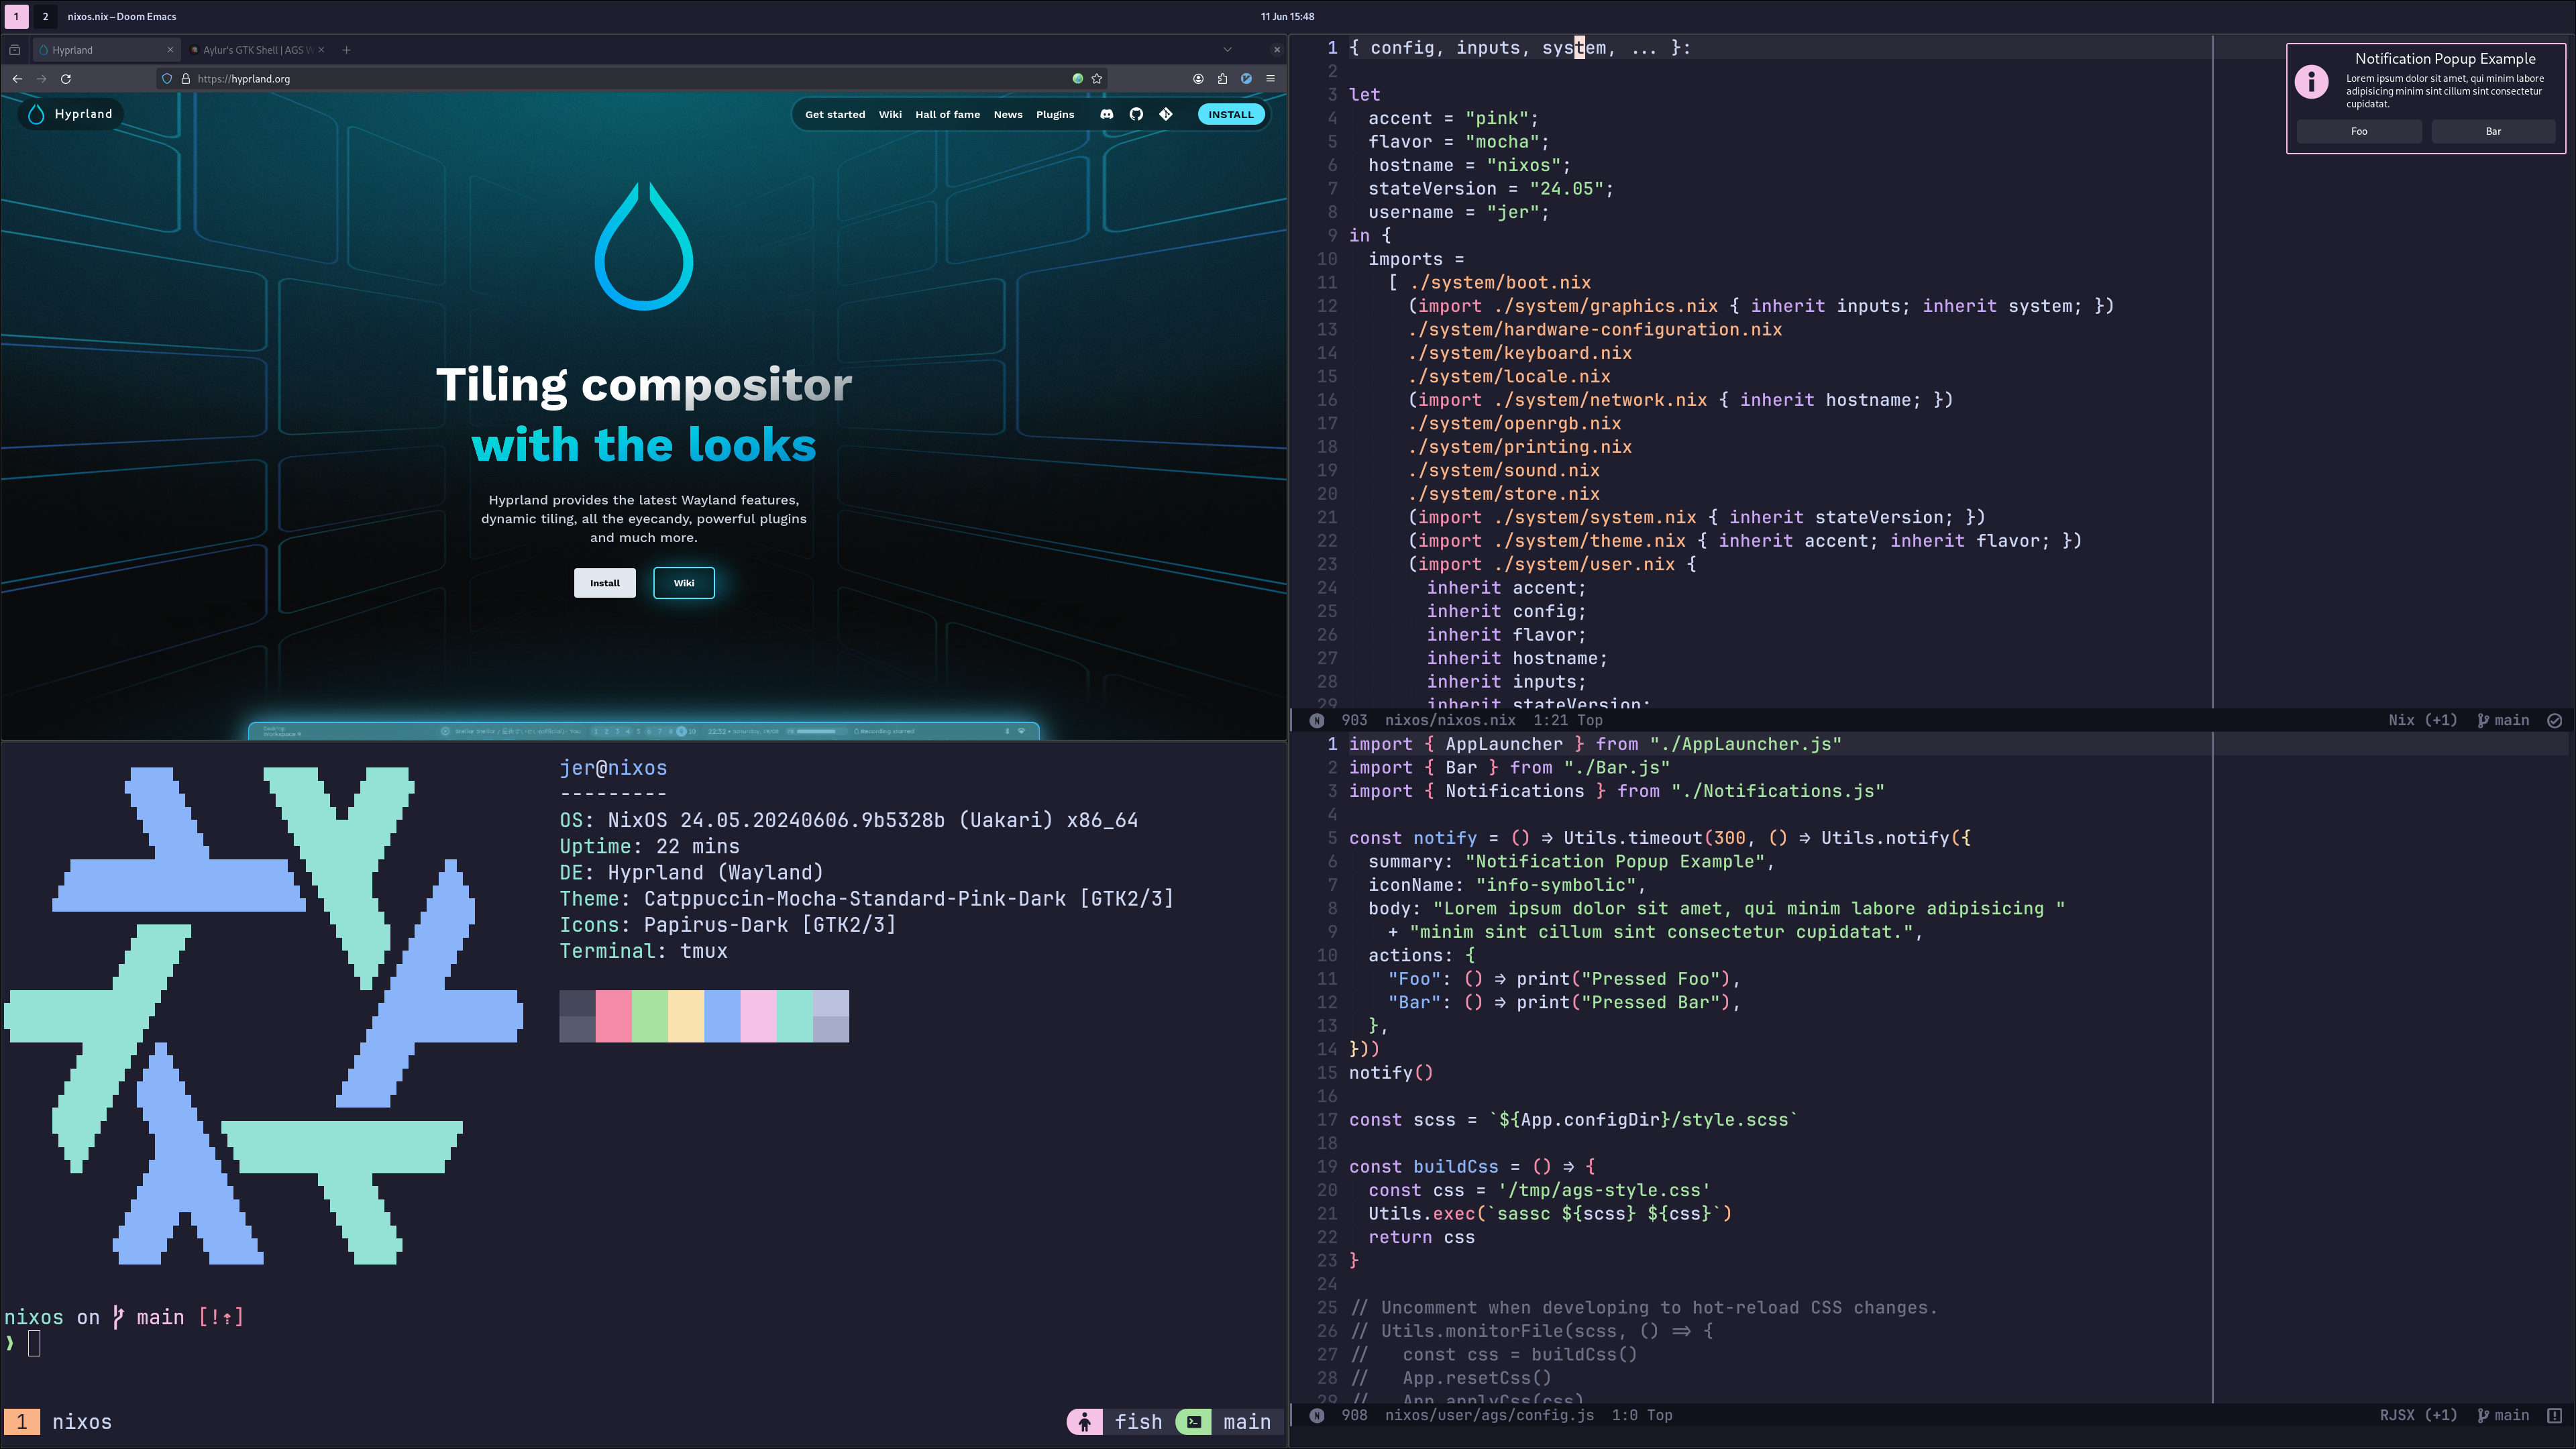 1 2 nixos.nix – Doom Emacs
11 Jun 15:48
Hyprland
Aylur's GTK Shell | AGS W
https://hyprland.org
Hyprland
Get started Wiki Hall of fame News Plugins INSTALL
Tiling compositor
with the looks
Hyprland provides the latest Wayland features,
dynamic tiling, all the eyecandy, powerful plugins
and much more.
Install Wiki
jer@nixos
---------
OS: NixOS 24.05.20240606.9b5328b (Uakari) x86_64
Uptime: 22 mins
DE: Hyprland (Wayland)
Theme: Catppuccin-Mocha-Standard-Pink-Dark [GTK2/3]
Icons: Papirus-Dark [GTK2/3]
Terminal: tmux
nixos on main [!⇡]
❯
1 nixos
fish main
1 { config, inputs, system, ... }:
2
3 let
4 accent = "pink";
5 flavor = "mocha";
6 hostname = "nixos";
7 stateVersion = "24.05";
8 username = "jer";
9 in {
10 imports =
11 [ ./system/boot.nix
12 (import ./system/graphics.nix { inherit inputs; inherit system; })
13 ./system/hardware-configuration.nix
14 ./system/keyboard.nix
15 ./system/locale.nix
16 (import ./system/network.nix { inherit hostname; })
17 ./system/openrgb.nix
18 ./system/printing.nix
19 ./system/sound.nix
20 ./system/store.nix
21 (import ./system/system.nix { inherit stateVersion; })
22 (import ./system/theme.nix { inherit accent; inherit flavor; })
23 (import ./system/user.nix {
24 inherit accent;
25 inherit config;
26 inherit flavor;
27 inherit hostname;
28 inherit inputs;
29 inherit stateVersion;
N 903 nixos/nixos.nix 1:21 Top
Nix (+1) main
Notification Popup Example
Lorem ipsum dolor sit amet, qui minim labore
adipisicing minim sint cillum sint consectetur
cupidatat.
Foo Bar
1 import { AppLauncher } from "./AppLauncher.js"
2 import { Bar } from "./Bar.js"
3 import { Notifications } from "./Notifications.js"
4
5 const notify = () ⇒ Utils.timeout(300, () ⇒ Utils.notify({
6 summary: "Notification Popup Example",
7 iconName: "info-symbolic",
8 body: "Lorem ipsum dolor sit amet, qui minim labore adipisicing "
9 + "minim sint cillum sint consectetur cupidatat.",
10 actions: {
11 "Foo": () ⇒ print("Pressed Foo"),
12 "Bar": () ⇒ print("Pressed Bar"),
13 },
14 }))
15 notify()
16
17 const scss = `${App.configDir}/style.scss`
18
19 const buildCss = () ⇒ {
20 const css = '/tmp/ags-style.css'
21 Utils.exec(`sassc ${scss} ${css}`)
22 return css
23 }
24
25 // Uncomment when developing to hot-reload CSS changes.
26 // Utils.monitorFile(scss, () ⇒ {
27 // const css = buildCss()
28 // App.resetCss()
29 // App.applyCss(css)
N 908 nixos/user/ags/config.js 1:0 Top
RJSX (+1) main